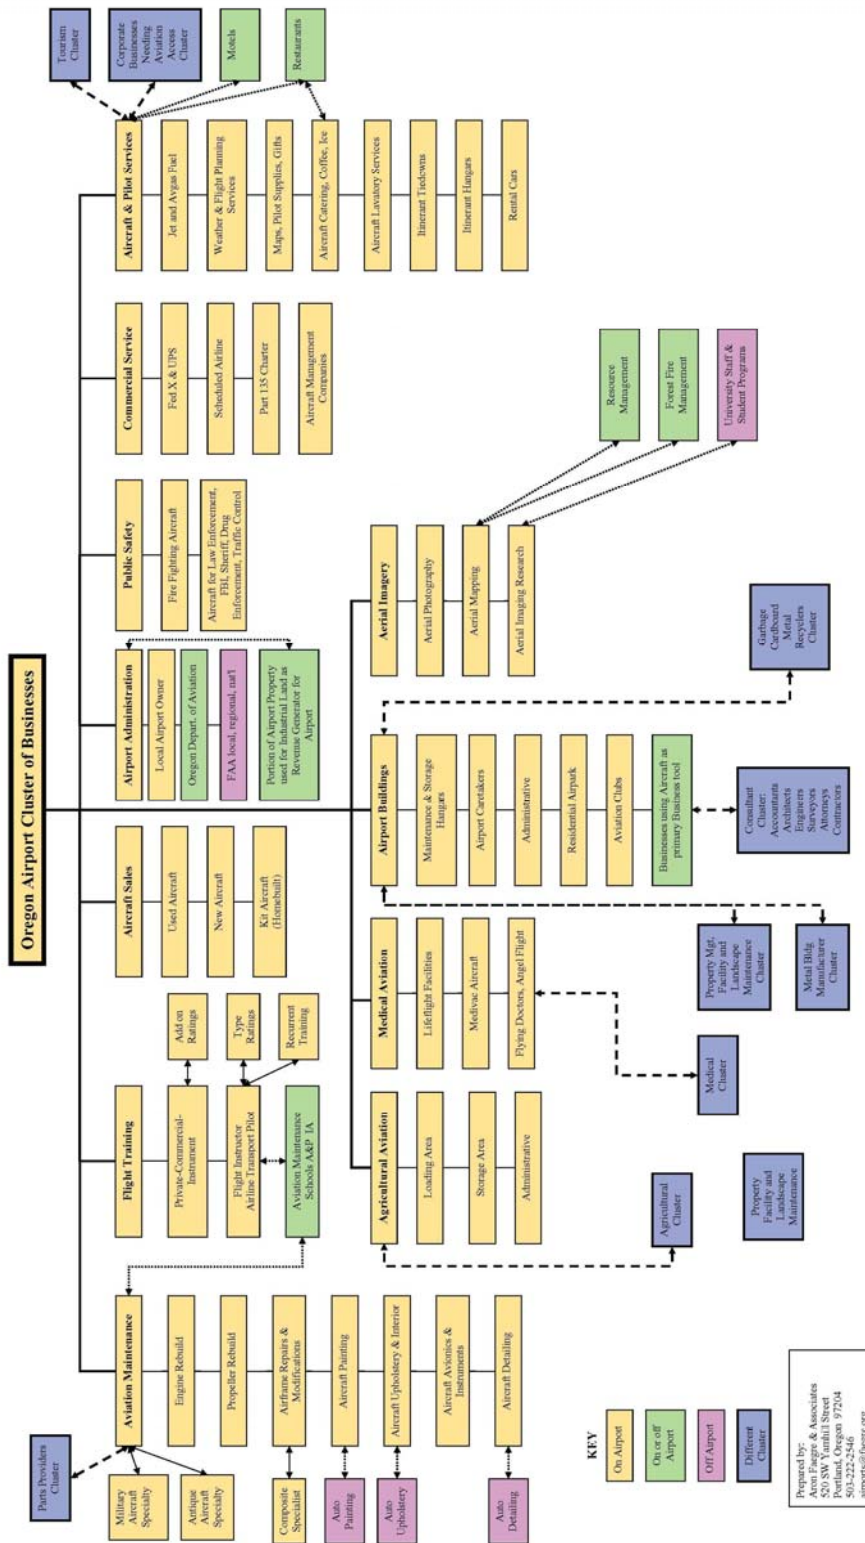 Oregon Airport Cluster of Businesses
Parts Providers
Cluster
Military
Aircraft
Specialty
Antique
Aircraft
Specialty
Composite
Specialist
Auto
Painting
Auto
Upholstery
Auto
Detailing
Aviation Maintenance
Engine Rebuild
Propeller Rebuild
Airframe Repairs &
Modifications
Aircraft Painting
Aircraft Upholstery & Interior
Aircraft Avionics &
Instruments
Aircraft Detailing
Flight Training
Private-Commercial-
Instrument
Flight Instructor
Airline Transport Pilot
Aviation Maintenance
Schools A&P IA
Add on
Ratings
Type
Ratings
Recurrent
Training
Aircraft Sales
Used Aircraft
New Aircraft
Kit Aircraft
(Homebuilt)
Airport Administration
Local Airport Owner
Oregon Depart. of Aviation
FAA local, regional, nat'l
Portion of Airport Property
used for Industrial Land as
Revenue Generator for
Airport
Public Safety
Fire Fighting Aircraft
Aircraft for Law Enforcement,
FBI, Sheriff, Drug
Enforcement, Traffic Control
Commercial Service
Fed X & UPS
Scheduled Airline
Part 135 Charter
Aircraft Management
Companies
Aircraft & Pilot Services
Jet and Avgas Fuel
Weather & Flight Planning
Services
Maps, Pilot Supplies, Gifts
Aircraft Catering, Coffee, Ice
Aircraft Lavatory Services
Itinerant Tiedowns
Itinerant Hangars
Rental Cars
Tourism
Cluster
Corporate
Businesses
Needing
Aviation
Access
Cluster
Motels
Restaurants
Agricultural Aviation
Loading Area
Storage Area
Administrative
Agricultural
Cluster
Property
Facility and
Landscape
Maintenance
Medical Aviation
Lifeflight Facilities
Medivac Aircraft
Flying Doctors, Angel Flight
Medical Cluster
Airport Buildings
Maintenance & Storage
Hangars
Airport Caretakers
Administrative
Residential Airpark
Aviation Clubs
Businesses using Aircraft as
primary Business tool
Property Mgt,
Facility and
Landscape
Maintenance
Cluster
Metal Bldg
Manufacturer
Cluster
Consultant
Cluster:
Accountants
Architects
Engineers
Surveyors
Attorneys
Contractors
Garbage
Cardboard
Metal
Recyclers
Cluster
Aerial Imagery
Aerial Photography
Aerial Mapping
Aerial Imaging Research
Resource
Management
Forest Fire
Management
University Staff &
Student Programs
KEY
On Airport
On or off
Airport
Off Airport
Different
Cluster
Prepared by:
Aron Faegre & Associates
520 SW Yamhill Street
Portland, Oregon 97204
503-222-2546
airports@faegre.org